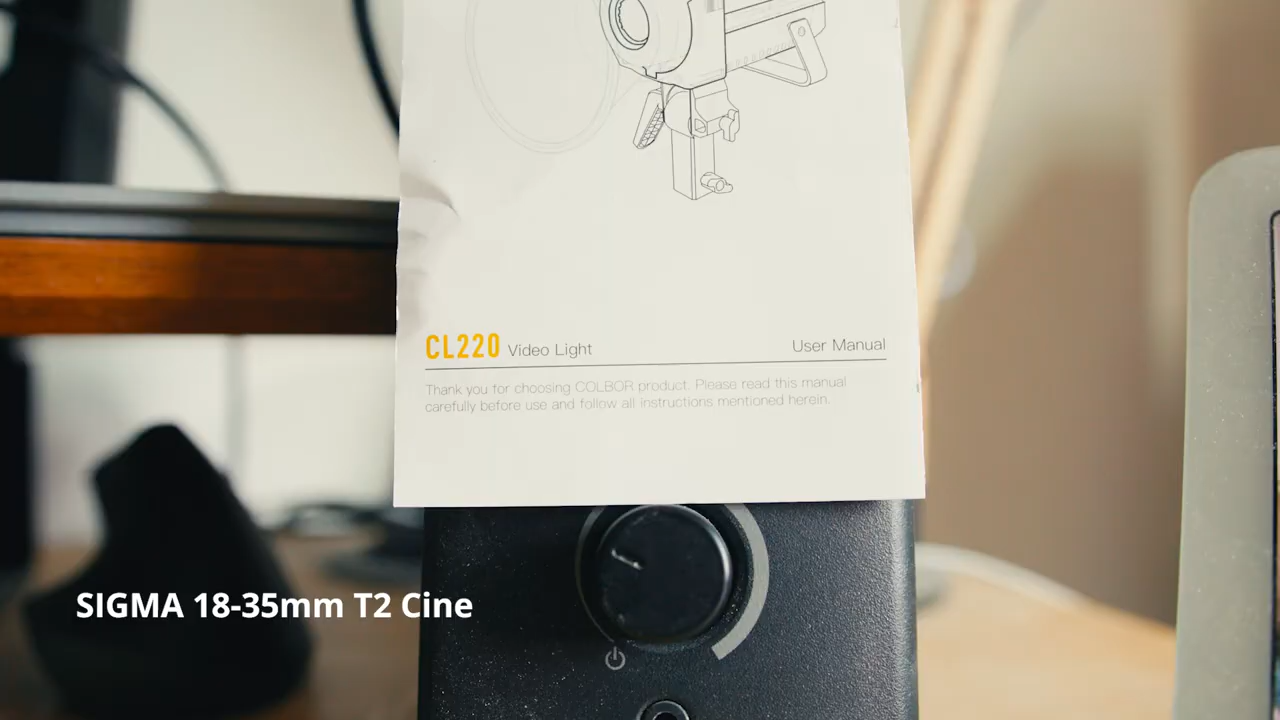 CL220 Video Light User Manual
Thank you for choosing COLBOR product. Please read this manual
carefully before use and follow all instructions mentioned herein.
SIGMA 18-35mm T2 Cine